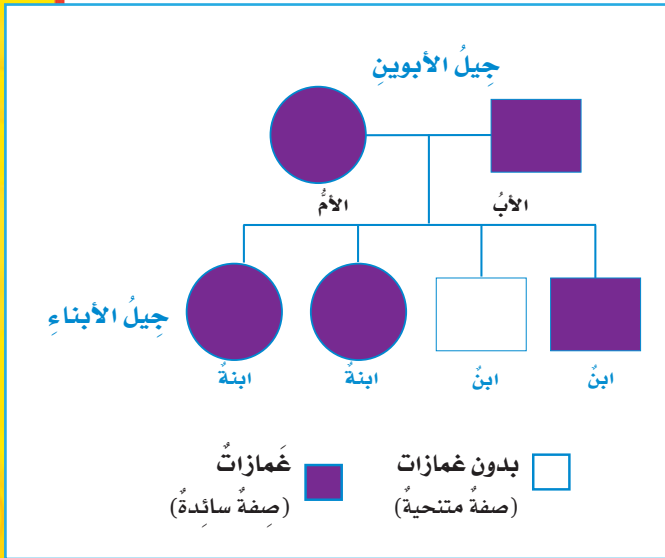 جِيلُ الأبوينِ
الأبُ
الأمُّ
جِيلُ الأبناءِ
ابنٌ
ابنٌ
ابنةٌ
ابنةٌ
بدون غمازات
(صفةٌ متنحيةٌ)
غَمازاتٌ
(صِفةٌ سائِدةٌ)